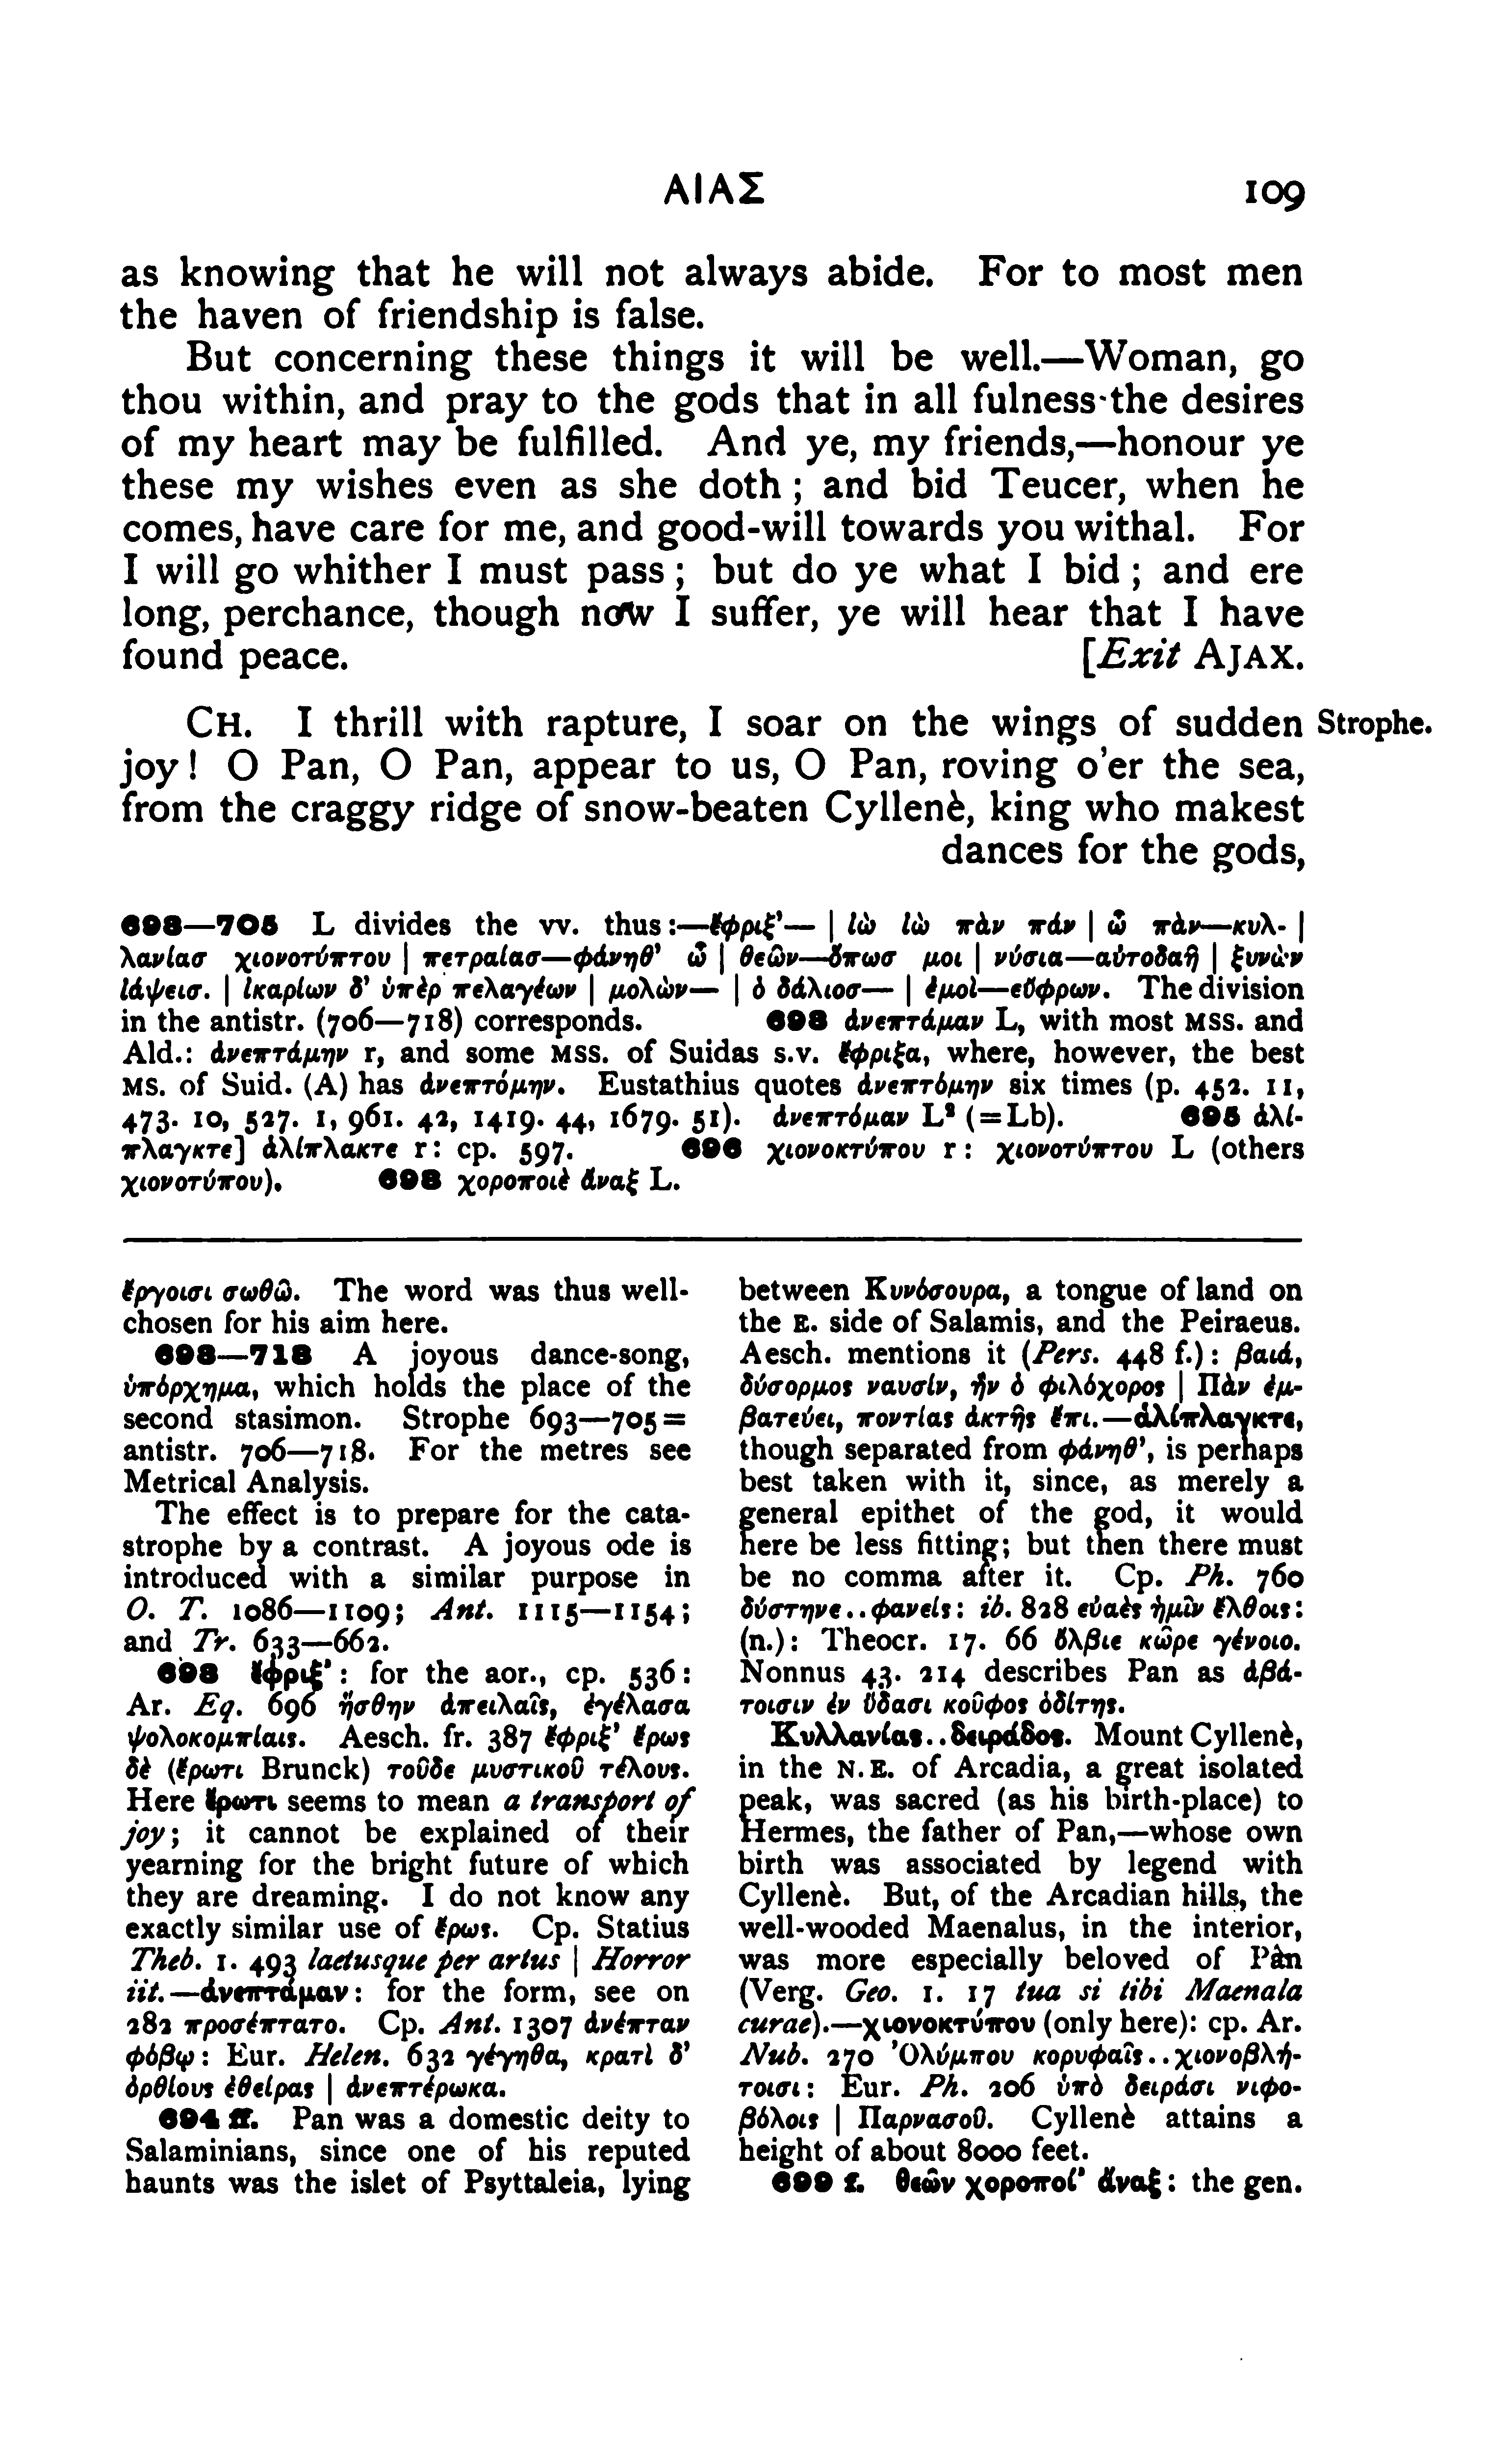 ΑΙΑΣ 109
as knowing that he will not always abide. For to most men
the haven of friendship is false.
But concerning these things it will be well.—Woman, go
thou within, and pray to the gods that in all fulness the desires
of my heart may be fulfilled. And ye, my friends,—honour ye
these my wishes even as she doth; and bid Teucer, when he
comes, have care for me, and good-will towards you withal. For
I will go whither I must pass; but do ye what I bid; and ere
long, perchance, though now I suffer, ye will hear that I have
found peace. [Exit AJAX.
CH. I thrill with rapture, I soar on the wings of sudden Strophe.
joy! O Pan, O Pan, appear to us, O Pan, roving o'er the sea,
from the craggy ridge of snow-beaten Cyllenè, king who makest
dances for the gods,
693—705 L divides the vv. thus:—ἔφριξ'— | ἰὼ ἰὼ πὰν πάν | ὦ πὰν—κυλ- |
λανίασ χιονοτύπτου | πετραίασ—φάνηθ' ὦ | θεῶν—ὅπωσ μοι | νύσια—αὐτοδαῆ | ξυνὼν
ἰάψεισ. | ἰκαρίων δ' ὑπὲρ πελαγέων | μολὼν— | ὁ δάλιοσ— | ἐμοὶ—εὔφρων. The division
in the antistr. (706—718) corresponds. 693 ἀνεπτάμαν L, with most MSS. and
Ald.: ἀνεπτάμην r, and some MSS. of Suidas s.v. ἔφριξα, where, however, the best
MS. of Suid. (A) has ἀνεπτόμην. Eustathius quotes ἀνεπτόμην six times (p. 452. 11,
473. 10, 527. 1, 961. 42, 1419. 44, 1679. 51). ἀνεπτόμαν L² (=Lb). 695 ἁλί-
πλαγκτε] ἁλίπλακτε r: cp. 597. 696 χιονοκτύπου r: χιονοτύπτου L (others
χιονοτύπου). 698 χοροποιὲ ἄναξ L.
ἔργοισι σωθῶ. The word was thus well-
chosen for his aim here.
693—718 A joyous dance-song,
ὑπόρχημα, which holds the place of the
second stasimon. Strophe 693—705=
antistr. 706—718. For the metres see
Metrical Analysis.
The effect is to prepare for the cata-
strophe by a contrast. A joyous ode is
introduced with a similar purpose in
O. T. 1086—1109; Ant. 1115—1154;
and Tr. 633—662.
693 ἔφριξ': for the aor., cp. 536:
Ar. Eq. 696 ἥσθην ἀπειλαῖς, ἐγέλασα
ψολοκομπίαις. Aesch. fr. 387 ἔφριξ' ἔρως
δὲ (ἔρωτι Brunck) τοῦδε μυστικοῦ τέλους.
Here ἔρωτι seems to mean a transport of
joy; it cannot be explained of their
yearning for the bright future of which
they are dreaming. I do not know any
exactly similar use of ἔρως. Cp. Statius
Theb. 1. 493 laetusque per artus | Horror
iit.—ἀνεπτάμαν: for the form, see on
282 προσέπτατο. Cp. Ant. 1307 ἀνέπταν
φόβῳ: Eur. Helen. 632 γέγηθα, κρατὶ δ'
ὀρθίους ἐθείρας | ἀνεπτέρωκα.
694 ff. Pan was a domestic deity to
Salaminians, since one of his reputed
haunts was the islet of Psyttaleia, lying
between Κυνόσουρα, a tongue of land on
the E. side of Salamis, and the Peiraeus.
Aesch. mentions it (Pers. 448 f.): βαιά,
δύσορμος ναυσίν, ἣν ὁ φιλόχορος | Πὰν ἐμ-
βατεύει, ποντίας ἀκτῆς ἔπι.—ἁλίπλαγκτε,
though separated from φάνηθ', is perhaps
best taken with it, since, as merely a
general epithet of the god, it would
here be less fitting; but then there must
be no comma after it. Cp. Ph. 760
δύστηνε..φανείς: ib. 828 εὐαὲς ἡμῖν ἔλθοις:
(n.): Theocr. 17. 66 ὄλβιε κῶρε γένοιο.
Nonnus 43. 214 describes Pan as ἀβά-
τοισιν ἐν ὕδασι κοῦφος ὁδίτης.
Κυλλανίας..δειράδος. Mount Cyllenè,
in the N.E. of Arcadia, a great isolated
peak, was sacred (as his birth-place) to
Hermes, the father of Pan,—whose own
birth was associated by legend with
Cyllenè. But, of the Arcadian hills, the
well-wooded Maenalus, in the interior,
was more especially beloved of Pan
(Verg. Geo. 1. 17 tua si tibi Maenala
curae).—χιονοκτύπου (only here): cp. Ar.
Nub. 270 Ὀλύμπου κορυφαῖς..χιονοβλή-
τοισι: Eur. Ph. 206 ὑπὸ δειράσι νιφο-
βόλοις | Παρνασοῦ. Cyllenè attains a
height of about 8000 feet.
699 f. θεῶν χοροποί' ἄναξ: the gen.